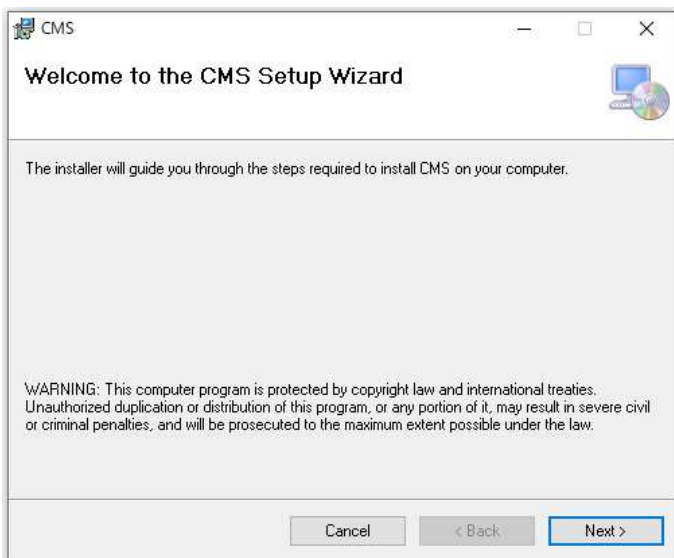 CMS
Welcome to the CMS Setup Wizard
The installer will guide you through the steps required to install CMS on your computer.
WARNING: This computer program is protected by copyright law and international treaties.
Unauthorized duplication or distribution of this program, or any portion of it, may result in severe civil
or criminal penalties, and will be prosecuted to the maximum extent possible under the law.
Cancel < Back Next >